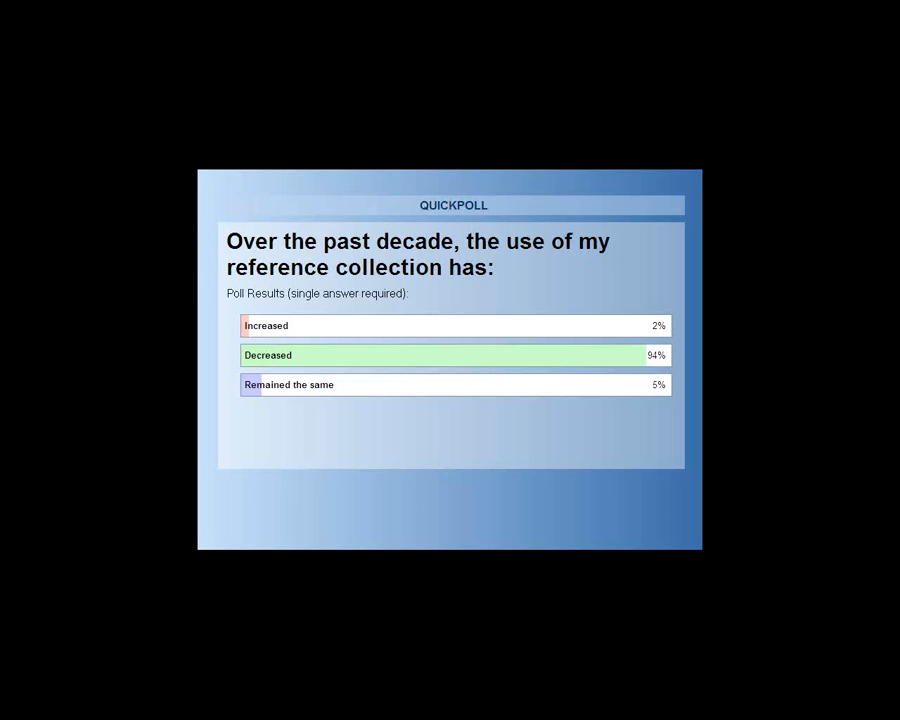 QUICKPOLL
Over the past decade, the use of my
reference collection has:
Poll Results (single answer required):
Increased 2%
Decreased 94%
Remained the same 5%